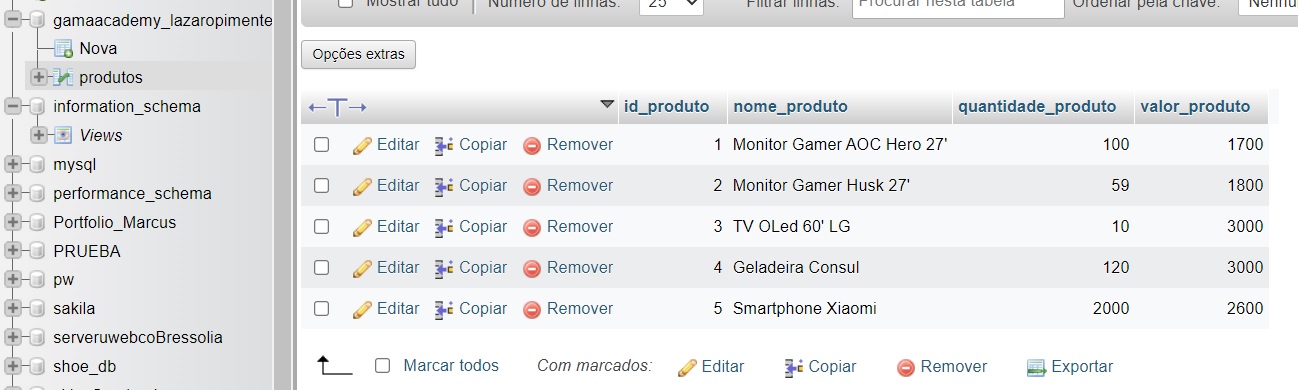 gamaacademy_lazaropimente
Nova
produtos
information_schema
Views
mysql
performance_schema
Portfolio_Marcus
PRUEBA
pw
sakila
serveruwebcoBressolia
shoe_db
Mostrar tudo Número de linhas: 25 Filtrar linhas: Procurar nesta tabela Ordenar pela chave: Nenhu
Opções extras
id_produto nome_produto quantidade_produto valor_produto
Editar Copiar Remover 1 Monitor Gamer AOC Hero 27' 100 1700
Editar Copiar Remover 2 Monitor Gamer Husk 27' 59 1800
Editar Copiar Remover 3 TV OLed 60' LG 10 3000
Editar Copiar Remover 4 Geladeira Consul 120 3000
Editar Copiar Remover 5 Smartphone Xiaomi 2000 2600
Marcar todos Com marcados: Editar Copiar Remover Exportar